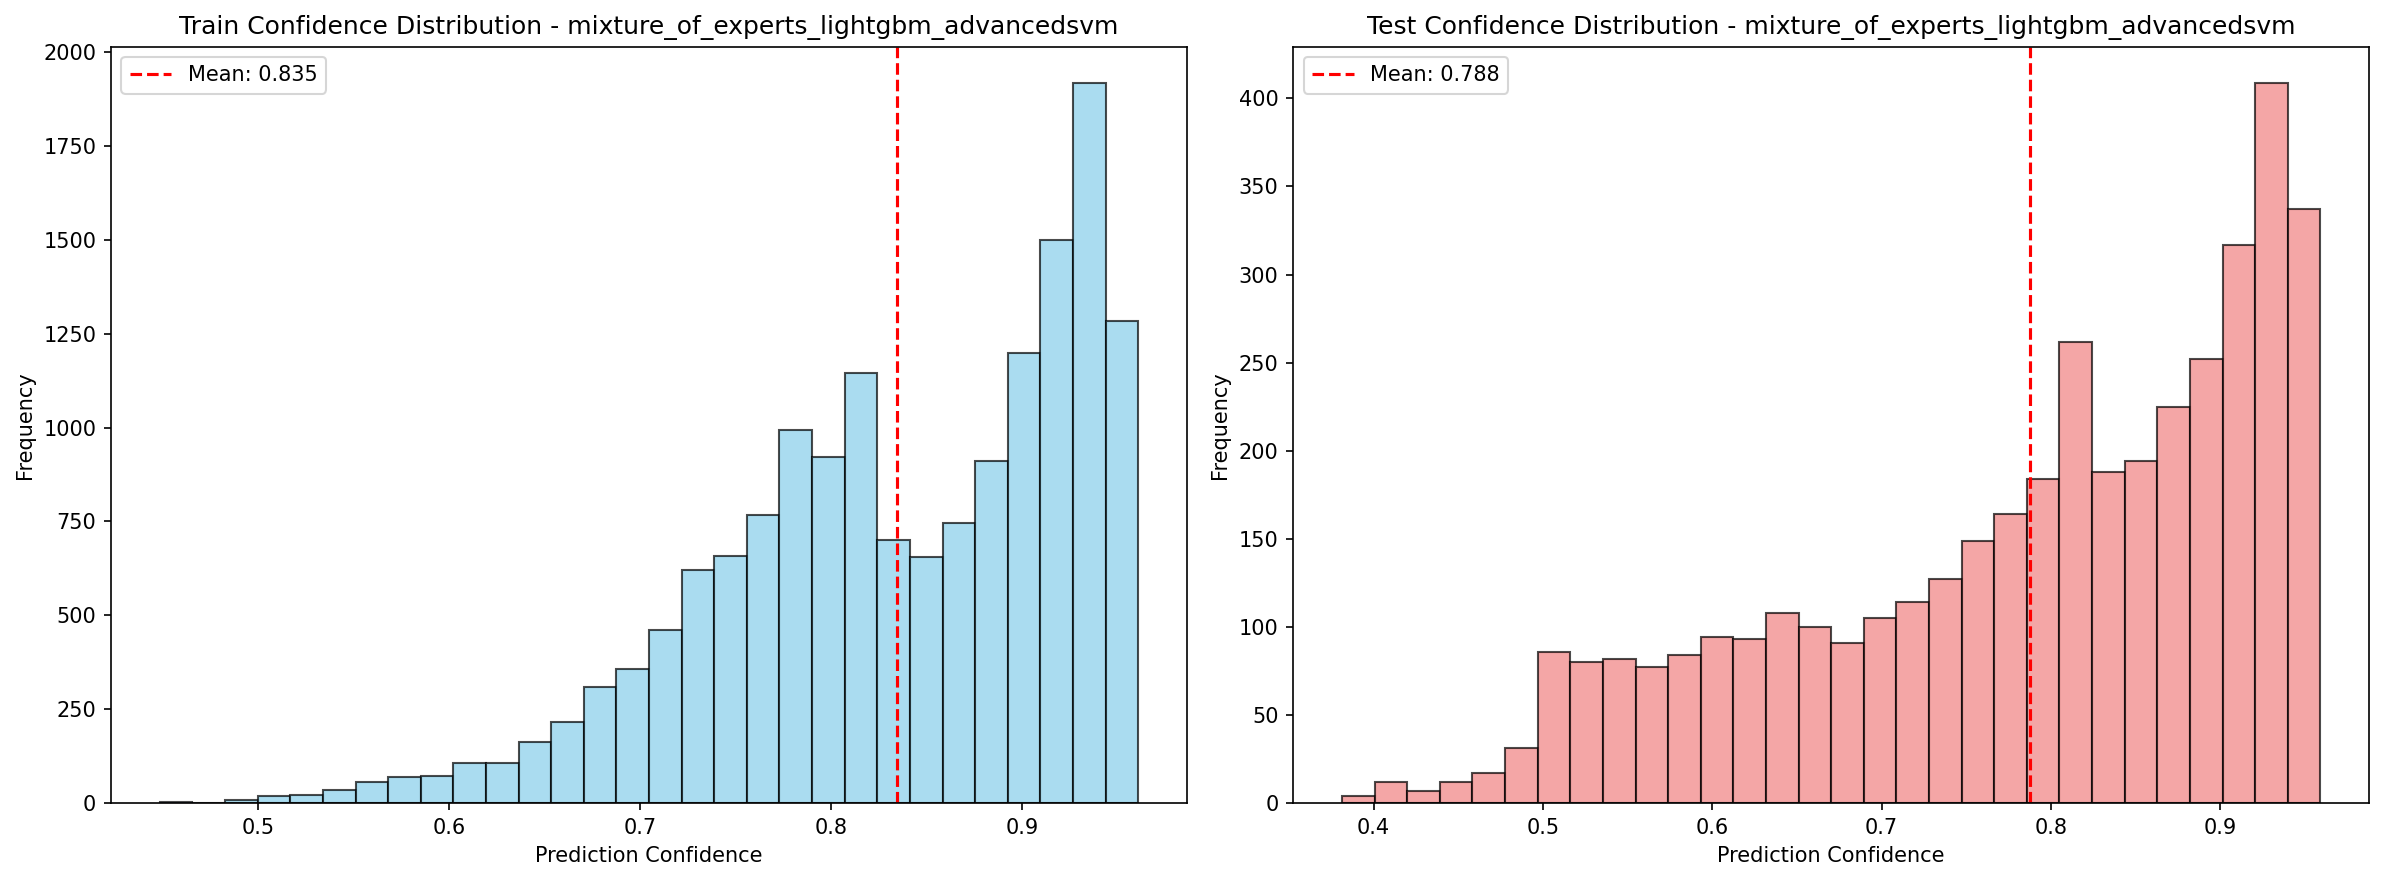 Train Confidence Distribution - mixture_of_experts_lightgbm_advancedsvm
Mean: 0.835
2000
1750
1500
1250
1000
750
500
250
0
Frequency
0.5 0.6 0.7 0.8 0.9
Prediction Confidence
Test Confidence Distribution - mixture_of_experts_lightgbm_advancedsvm
Mean: 0.788
400
350
300
250
200
150
100
50
0
Frequency
0.4 0.5 0.6 0.7 0.8 0.9
Prediction Confidence